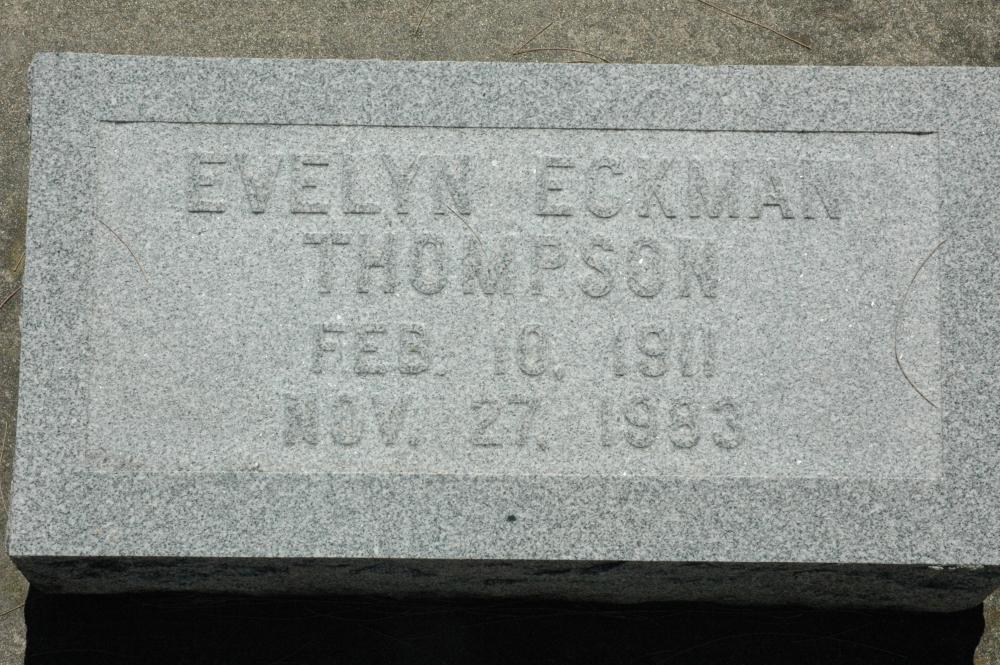 EVELYN ECKMAN
THOMPSON
FEB. 10, 1911
NOV. 27, 1983